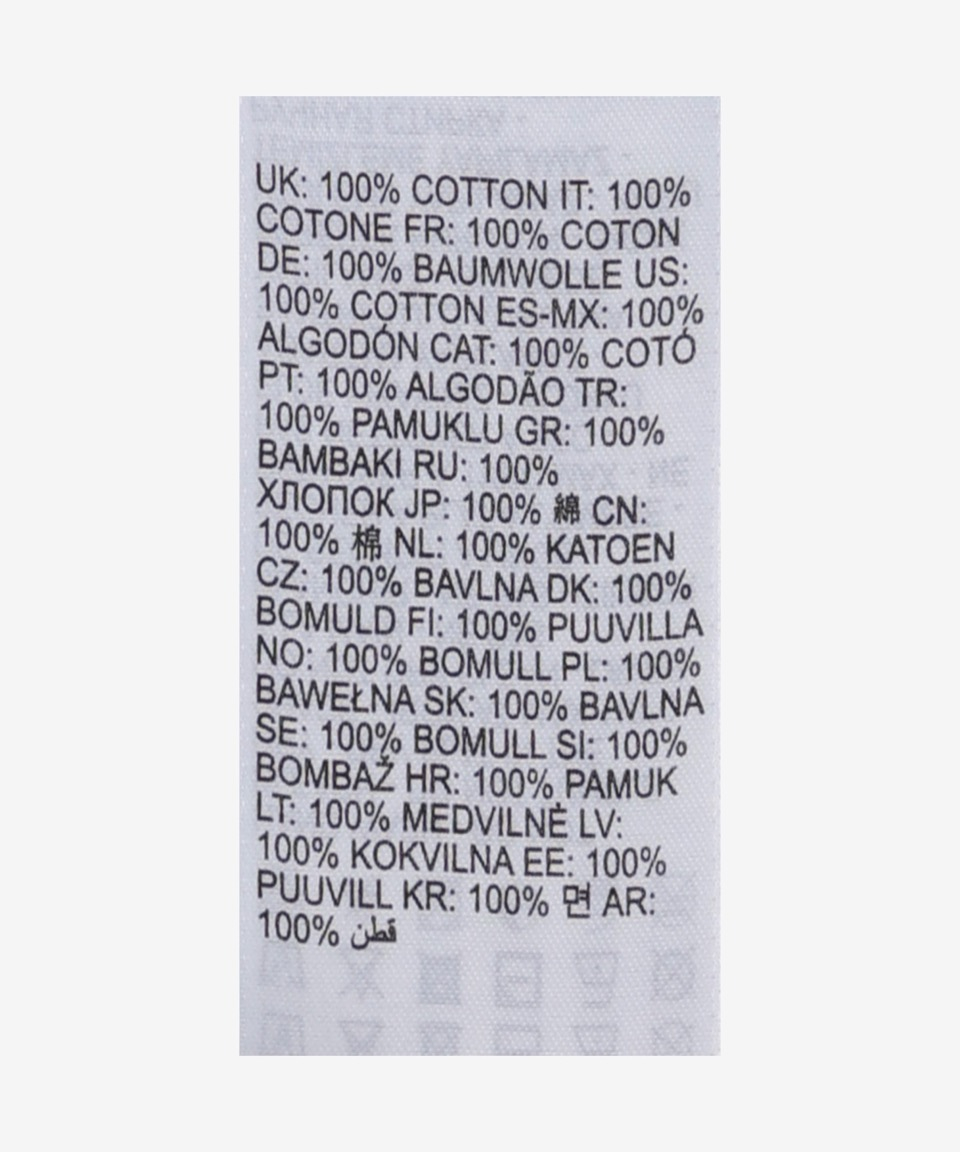 UK: 100% COTTON IT: 100%
COTONE FR: 100% COTON
DE: 100% BAUMWOLLE US:
100% COTTON ES-MX: 100%
ALGODÓN CAT: 100% COTÓ
PT: 100% ALGODÃO TR:
100% PAMUKLU GR: 100%
BAMBAKI RU: 100%
ХЛОПОК JP: 100% 綿 CN:
100% 棉 NL: 100% KATOEN
CZ: 100% BAVLNA DK: 100%
BOMULD FI: 100% PUUVILLA
NO: 100% BOMULL PL: 100%
BAWEŁNA SK: 100% BAVLNA
SE: 100% BOMULL SI: 100%
BOMBAŽ HR: 100% PAMUK
LT: 100% MEDVILNĖ LV:
100% KOKVILNA EE: 100%
PUUVILL KR: 100% 면 AR:
100% قطن